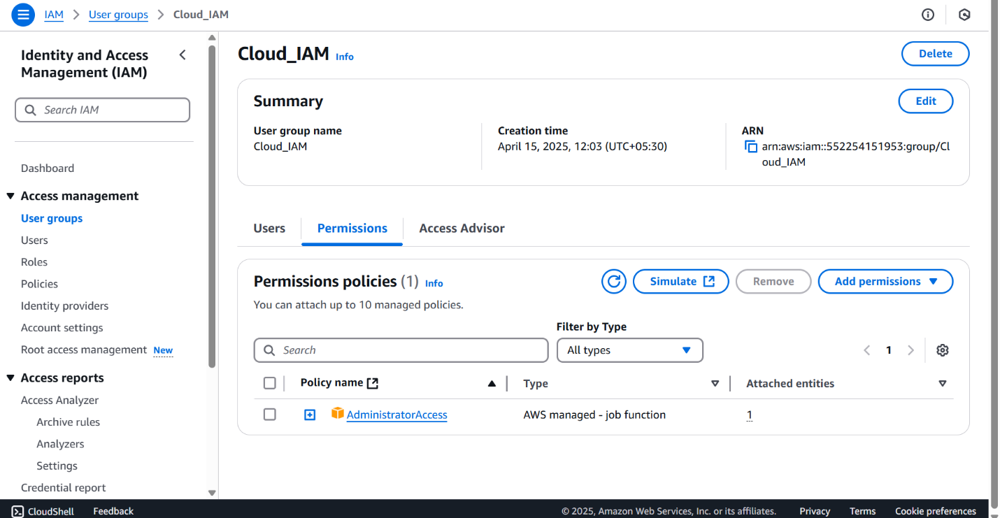 IAM > User groups > Cloud_IAM
Identity and Access
Management (IAM)
Search IAM
Dashboard
Access management
User groups
Users
Roles
Policies
Identity providers
Account settings
Root access management New
Access reports
Access Analyzer
Archive rules
Analyzers
Settings
Credential report
Cloud_IAM Info
Delete
Summary
Edit
User group name
Cloud_IAM
Creation time
April 15, 2025, 12:03 (UTC+05:30)
ARN
arn:aws:iam::552254151953:group/Cl
oud_IAM
Users
Permissions
Access Advisor
Permissions policies (1) Info
Simulate
Remove
Add permissions
You can attach up to 10 managed policies.
Filter by Type
Search
All types
1
Policy name
Type
Attached entities
AdministratorAccess
AWS managed - job function
1
CloudShell
Feedback
© 2025, Amazon Web Services, Inc. or its affiliates.
Privacy
Terms
Cookie preferences